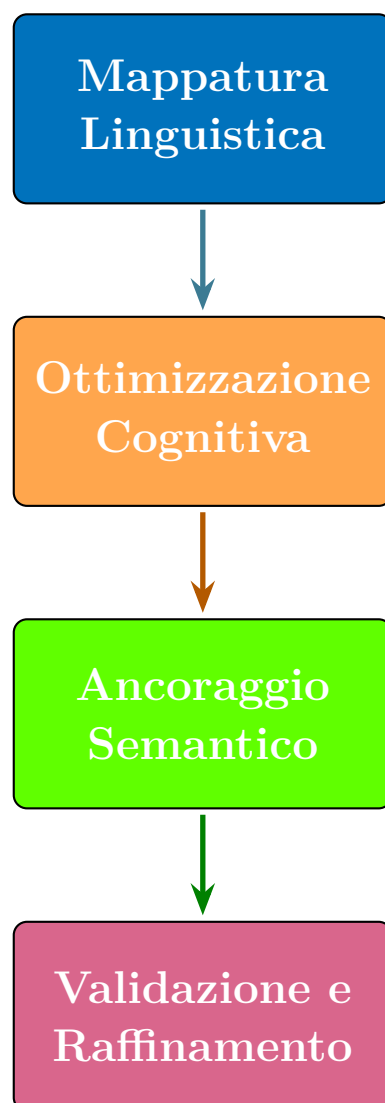 Mappatura
Linguistica
Ottimizzazione
Cognitiva
Ancoraggio
Semantico
Validazione e
Raffinamento